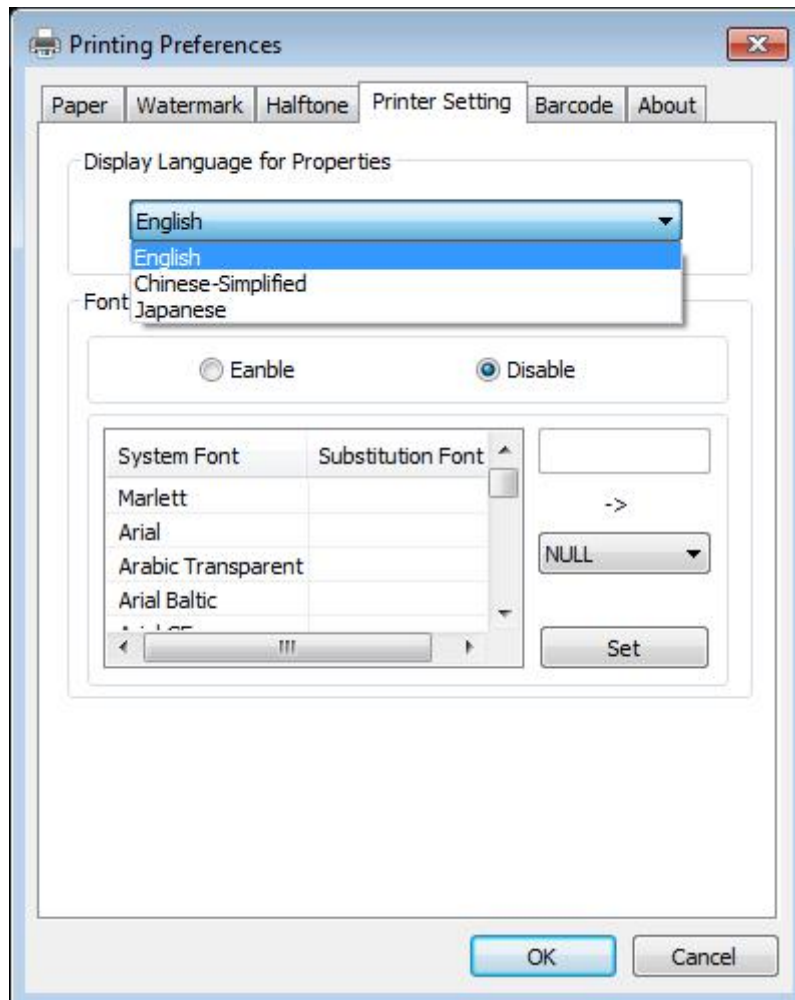 Printing Preferences
Paper Watermark Halftone Printer Setting Barcode About
Display Language for Properties
English
English
Chinese-Simplified
Font
Japanese
Eanble Disable
System Font Substitution Font
Marlett
->
Arial
NULL
Arabic Transparent
Arial Baltic
Set
OK Cancel